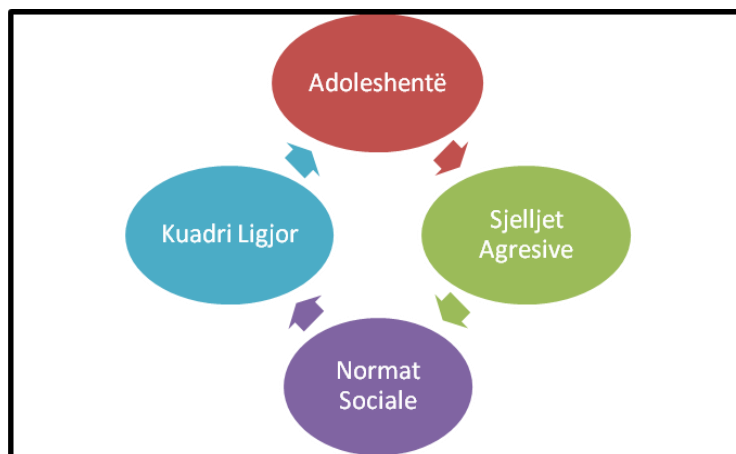 Adoleshentë
Kuadri Ligjor
Sjelljet
Agresive
Normat
Sociale